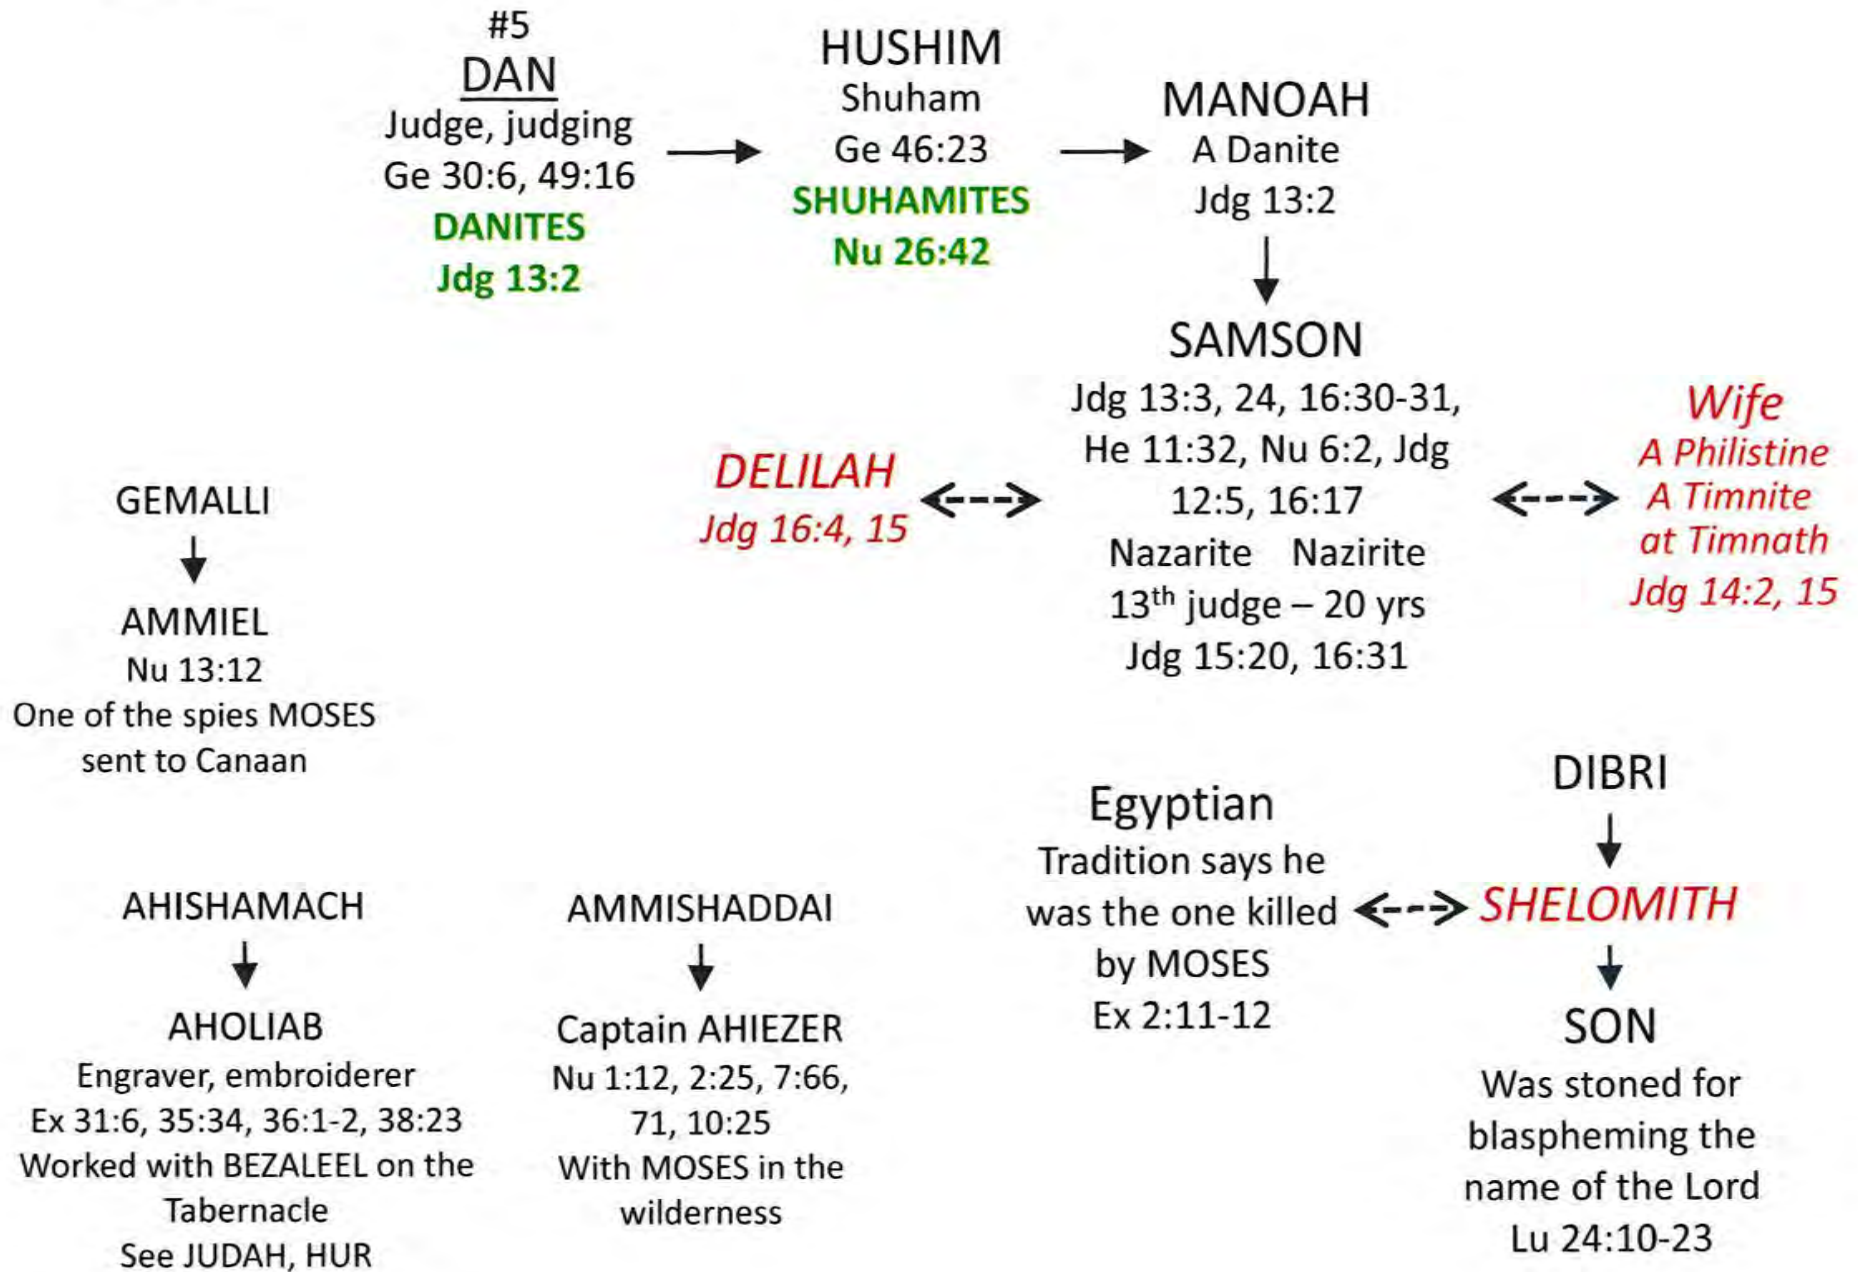 #5
DAN
Judge, judging
Ge 30:6, 49:16
DANITES
Jdg 13:2
HUSHIM
Shuham
Ge 46:23
SHUHAMITES
Nu 26:42
MANOAH
A Danite
Jdg 13:2
SAMSON
Jdg 13:3, 24, 16:30-31,
He 11:32, Nu 6:2, Jdg
12:5, 16:17
Nazarite Nazirite
13th judge – 20 yrs
Jdg 15:20, 16:31
DELILAH
Jdg 16:4, 15
Wife
A Philistine
A Timnite
at Timnath
Jdg 14:2, 15
GEMALLI
AMMIEL
Nu 13:12
One of the spies MOSES
sent to Canaan
Egyptian
Tradition says he
was the one killed
by MOSES
Ex 2:11-12
DIBRI
SHELOMITH
SON
Was stoned for
blaspheming the
name of the Lord
Lu 24:10-23
AHISHAMACH
AHOLIAB
Engraver, embroiderer
Ex 31:6, 35:34, 36:1-2, 38:23
Worked with BEZALEEL on the
Tabernacle
See JUDAH, HUR
AMMISHADDAI
Captain AHIEZER
Nu 1:12, 2:25, 7:66,
71, 10:25
With MOSES in the
wilderness